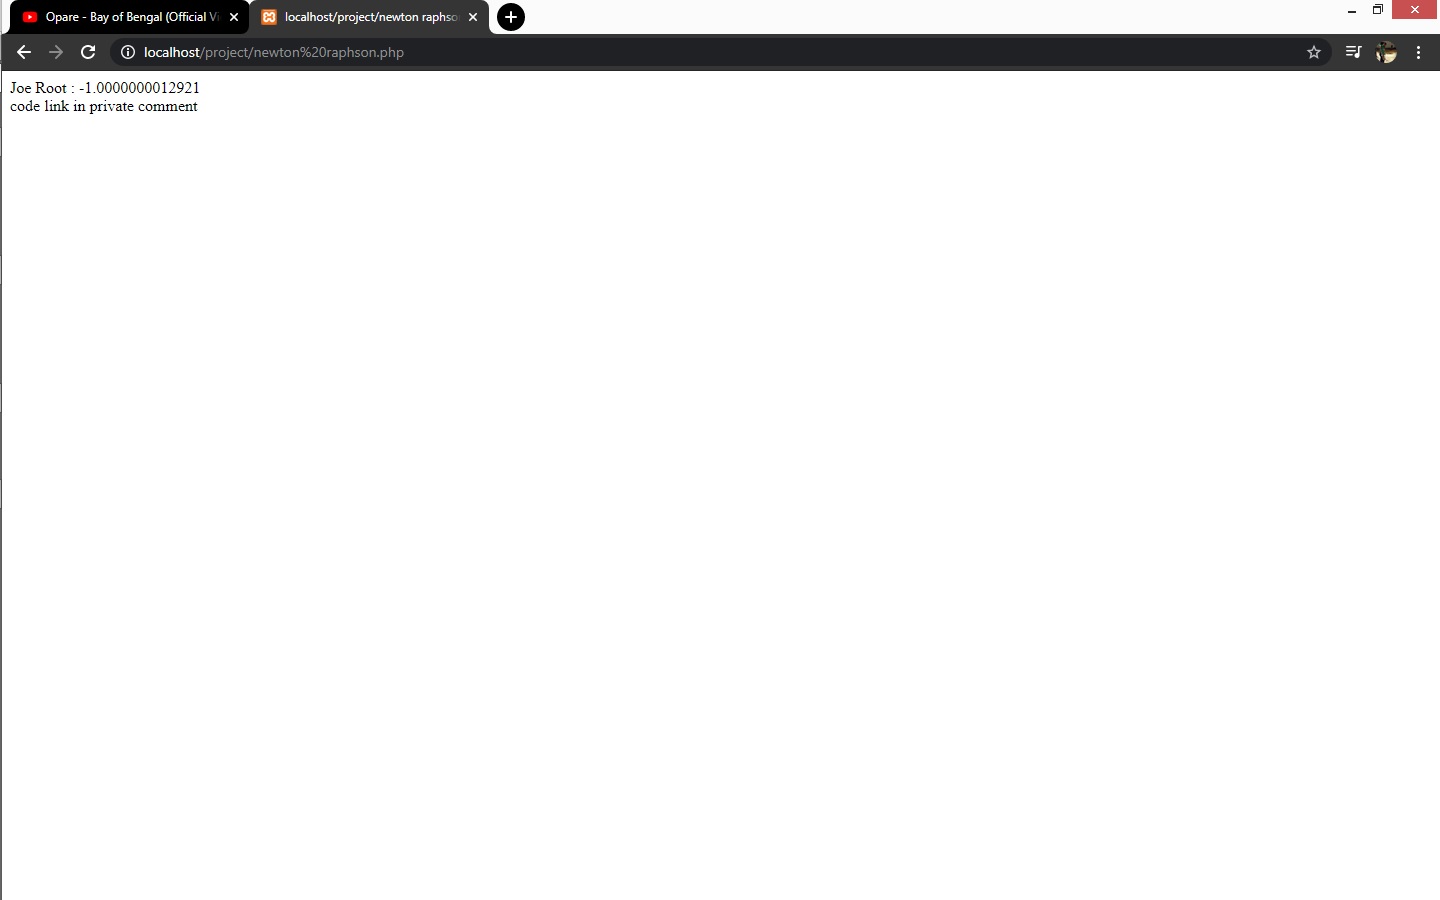 Opare - Bay of Bengal (Official Vi
localhost/project/newton raphso
localhost/project/newton%20raphson.php
Joe Root : -1.0000000012921
code link in private comment